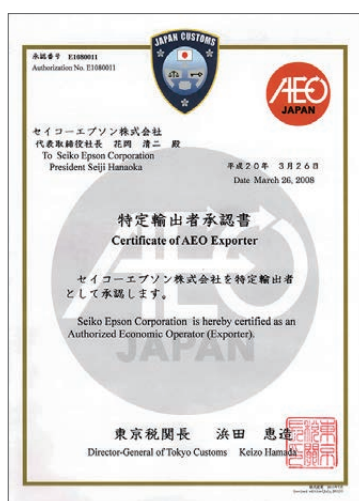 JAPAN CUSTOMS
承認番号 E1080011
Authorization No. E1080011
AEO
JAPAN
セイコーエプソン株式会社
代表取締役社長 花岡 清二 殿
To Seiko Epson Corporation
President Seiji Hanaoka
平成20年 3月26日
Date March 26, 2008
特定輸出者承認書
Certificate of AEO Exporter
セイコーエプソン株式会社を特定輸出者
として承認します。
Seiko Epson Corporation is hereby certified as an
Authorized Economic Operator (Exporter).
AEO
JAPAN
東京税関長 浜田 恵造
Director-General of Tokyo Customs Keizo Hamada